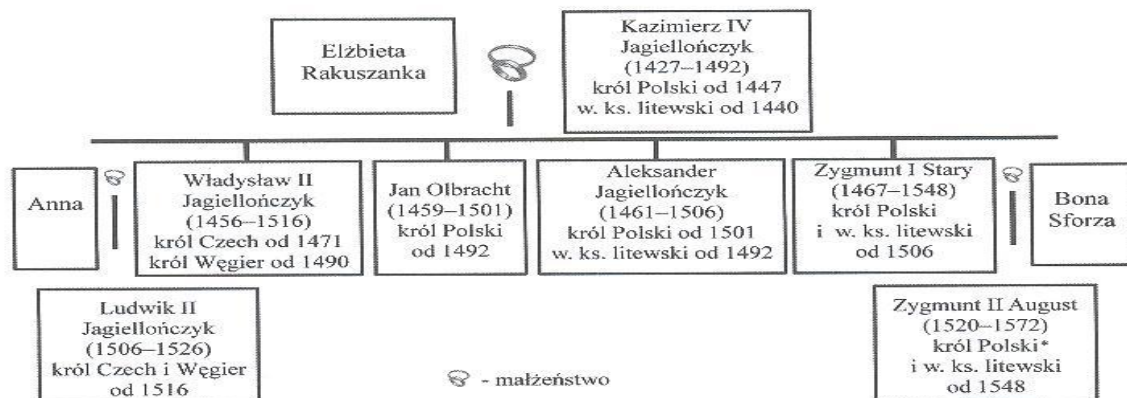 Elżbieta
Rakuszanka
Kazimierz IV
Jagiellończyk
(1427–1492)
król Polski od 1447
w. ks. litewski od 1440
Anna
Władysław II
Jagiellończyk
(1456–1516)
król Czech od 1471
król Węgier od 1490
Jan Olbracht
(1459–1501)
król Polski
od 1492
Aleksander
Jagiellończyk
(1461–1506)
król Polski od 1501
w. ks. litewski od 1492
Zygmunt I Stary
(1467–1548)
król Polski
i w. ks. litewski
od 1506
Bona
Sforza
Ludwik II
Jagiellończyk
(1506–1526)
król Czech i Węgier
od 1516
Zygmunt II August
(1520–1572)
król Polski*
i w. ks. litewski
od 1548
- małżeństwo